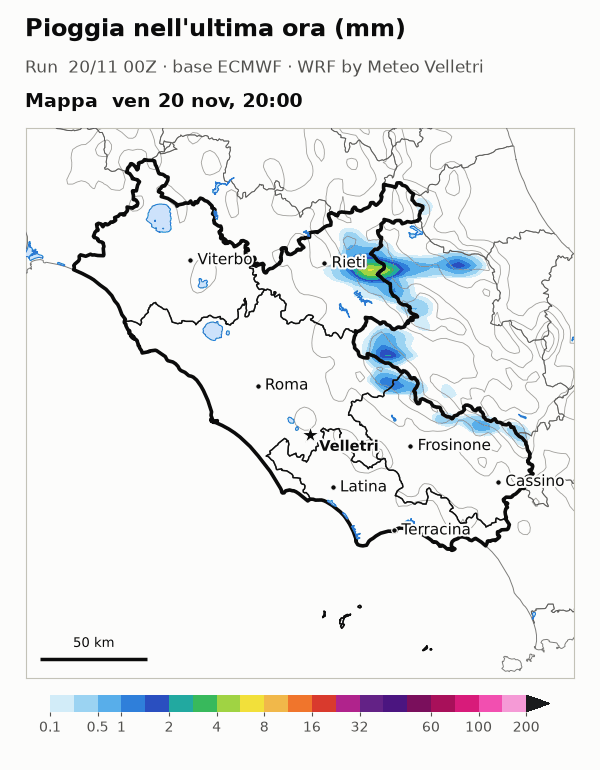 Pioggia nell'ultima ora (mm)
Run  20/11 00Z · base ECMWF · WRF by Meteo Velletri
Mappa  ven 20 nov, 20:00
Viterbo
Rieti
Roma
Velletri
Frosinone
Latina
Cassino
Terracina
50 km
0.1 0.5 1 2 4 8 16 32 60 100 200